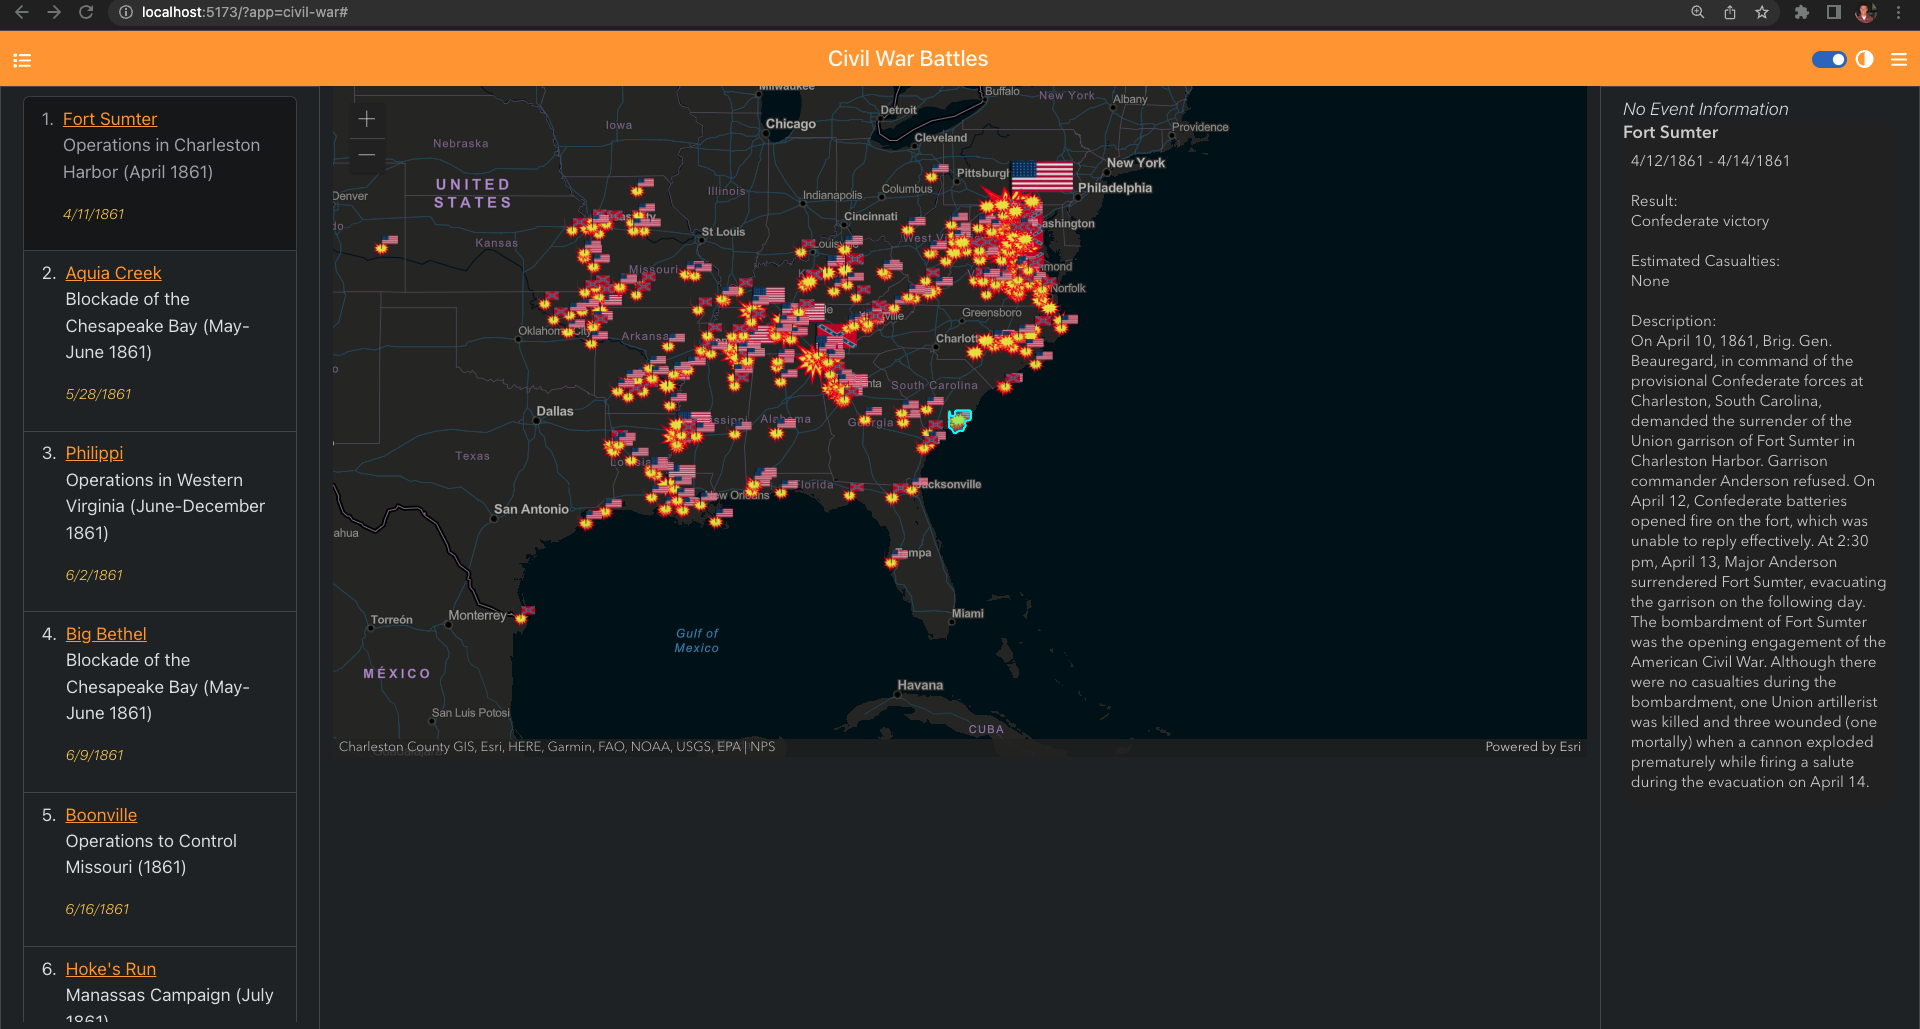 localhost:5173/?app=civil-war#
Civil War Battles
1. Fort Sumter
Operations in Charleston
Harbor (April 1861)
4/11/1861
2. Aquia Creek
Blockade of the
Chesapeake Bay (May-
June 1861)
5/28/1861
3. Philippi
Operations in Western
Virginia (June-December
1861)
6/2/1861
4. Big Bethel
Blockade of the
Chesapeake Bay (May-
June 1861)
6/9/1861
5. Boonville
Operations to Control
Missouri (1861)
6/16/1861
6. Hoke's Run
Manassas Campaign (July
1861)
Milwaukee
Buffalo
New York
Albany
Detroit
Chicago
Iowa
Providence
Cleveland
Nebraska
New York
Pittsburgh
UNITED
STATES
Illinois
Indianapolis
Columbus
Philadelphia
Denver
Cincinnati
St Louis
Kansas
Missouri
Norfolk
Greensboro
Charlott
Oklahoma City
Arkansas
South Carolina
Dallas
Alabama
Georgia
Texas
Florida
New Orleans
San Antonio
Miami
Monterrey
Torreón
Gulf of
Mexico
MÉXICO
Havana
San Luis Potosi
CUBA
Charleston County GIS, Esri, HERE, Garmin, FAO, NOAA, USGS, EPA | NPS
Powered by Esri
No Event Information
Fort Sumter
4/12/1861 - 4/14/1861
Result:
Confederate victory
Estimated Casualties:
None
Description:
On April 10, 1861, Brig. Gen.
Beauregard, in command of the
provisional Confederate forces at
Charleston, South Carolina,
demanded the surrender of the
Union garrison of Fort Sumter in
Charleston Harbor. Garrison
commander Anderson refused. On
April 12, Confederate batteries
opened fire on the fort, which was
unable to reply effectively. At 2:30
pm, April 13, Major Anderson
surrendered Fort Sumter, evacuating
the garrison on the following day.
The bombardment of Fort Sumter
was the opening engagement of the
American Civil War. Although there
were no casualties during the
bombardment, one Union artillerist
was killed and three wounded (one
mortally) when a cannon exploded
prematurely while firing a salute
during the evacuation on April 14.